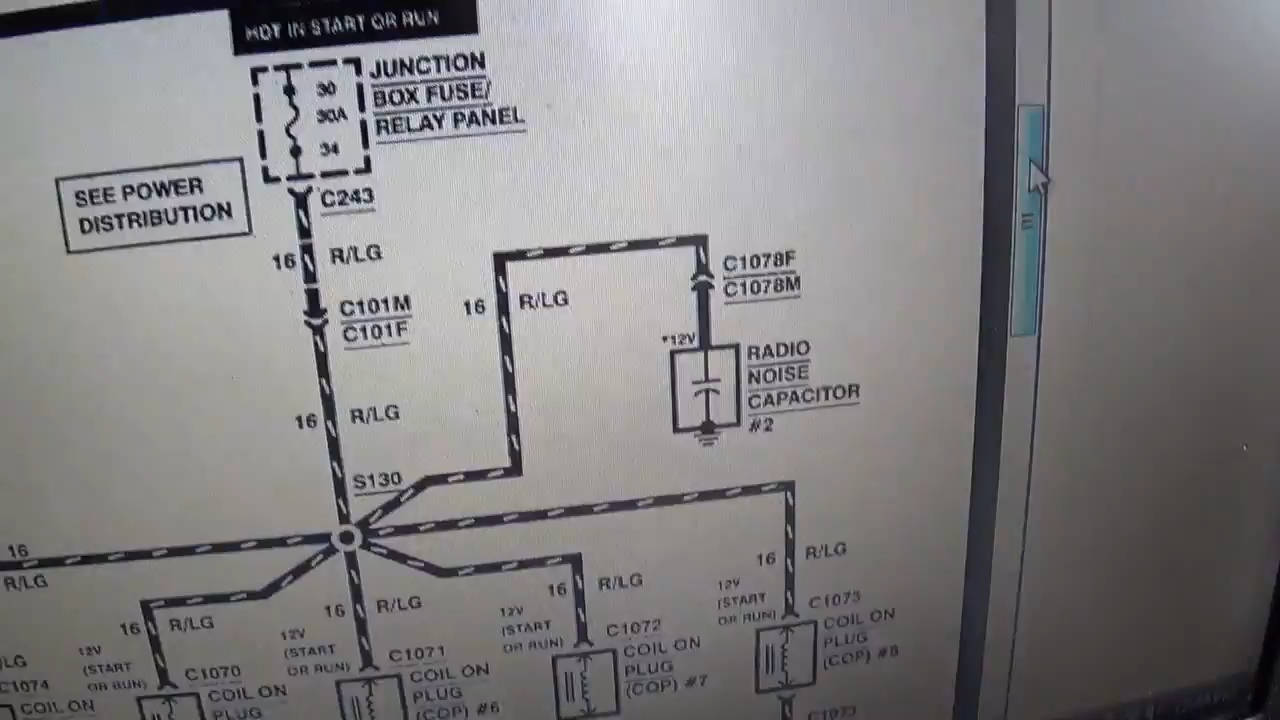 HOT IN START OR RUN
30
30A
34
JUNCTION
BOX FUSE/
RELAY PANEL
SEE POWER
DISTRIBUTION
C243
16 R/LG
C101M
C101F
16 R/LG
C1078F
C1078M
*12V
RADIO
NOISE
CAPACITOR
#2
16 R/LG
S130
16
R/LG
16 R/LG
16 R/LG
16 R/LG
16 R/LG
12V
(START
OR RUN)
C1070
COIL ON
PLUG
12V
(START
OR RUN)
C1071
COIL ON
PLUG
(COP) #6
12V
(START
OR RUN)
C1072
COIL ON
PLUG
(COP) #7
12V
(START
OR RUN)
C1073
COIL ON
PLUG
(COP) #8
C1073
/LG
C1074
COIL ON